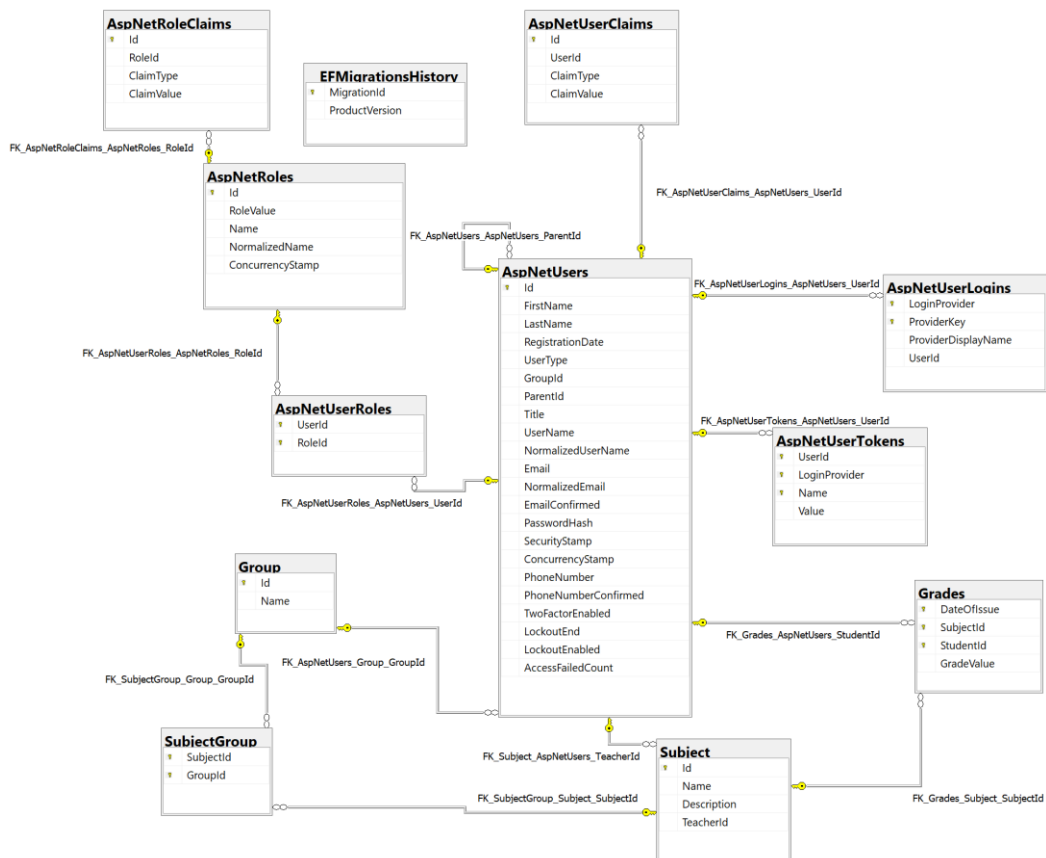 AspNetRoleClaims
Id
RoleId
ClaimType
ClaimValue
EFMigrationsHistory
MigrationId
ProductVersion
AspNetUserClaims
Id
UserId
ClaimType
ClaimValue
FK_AspNetRoleClaims_AspNetRoles_RoleId
AspNetRoles
Id
RoleValue
Name
NormalizedName
ConcurrencyStamp
FK_AspNetUserClaims_AspNetUsers_UserId
FK_AspNetUsers_AspNetUsers_ParentId
AspNetUsers
Id
FirstName
LastName
RegistrationDate
UserType
GroupId
ParentId
Title
UserName
NormalizedUserName
Email
NormalizedEmail
EmailConfirmed
PasswordHash
SecurityStamp
ConcurrencyStamp
PhoneNumber
PhoneNumberConfirmed
TwoFactorEnabled
LockoutEnd
LockoutEnabled
AccessFailedCount
FK_AspNetUserLogins_AspNetUsers_UserId
AspNetUserLogins
LoginProvider
ProviderKey
ProviderDisplayName
UserId
FK_AspNetUserRoles_AspNetRoles_RoleId
AspNetUserRoles
UserId
RoleId
FK_AspNetUserRoles_AspNetUsers_UserId
FK_AspNetUserTokens_AspNetUsers_UserId
AspNetUserTokens
UserId
LoginProvider
Name
Value
Group
Id
Name
FK_AspNetUsers_Group_GroupId
FK_SubjectGroup_Group_GroupId
Grades
DateOfIssue
SubjectId
StudentId
GradeValue
FK_Grades_AspNetUsers_StudentId
SubjectGroup
SubjectId
GroupId
FK_Subject_AspNetUsers_TeacherId
Subject
Id
Name
Description
TeacherId
FK_SubjectGroup_Subject_SubjectId
FK_Grades_Subject_SubjectId